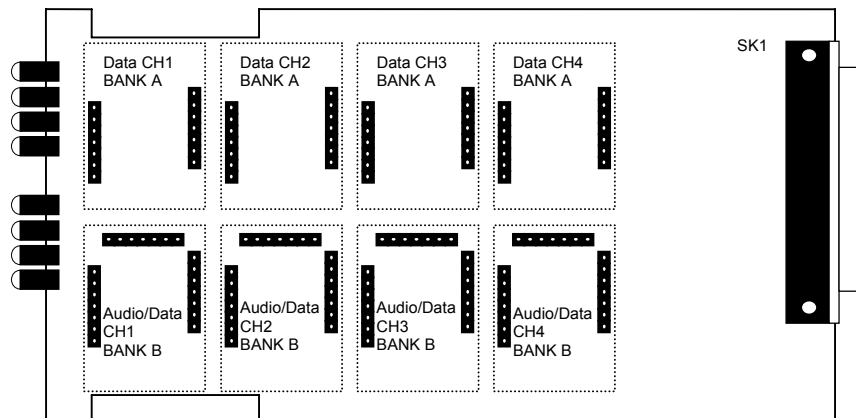 SK1
Data CH1
BANK A
Data CH2
BANK A
Data CH3
BANK A
Data CH4
BANK A
Audio/Data
CH1
BANK B
Audio/Data
CH2
BANK B
Audio/Data
CH3
BANK B
Audio/Data
CH4
BANK B